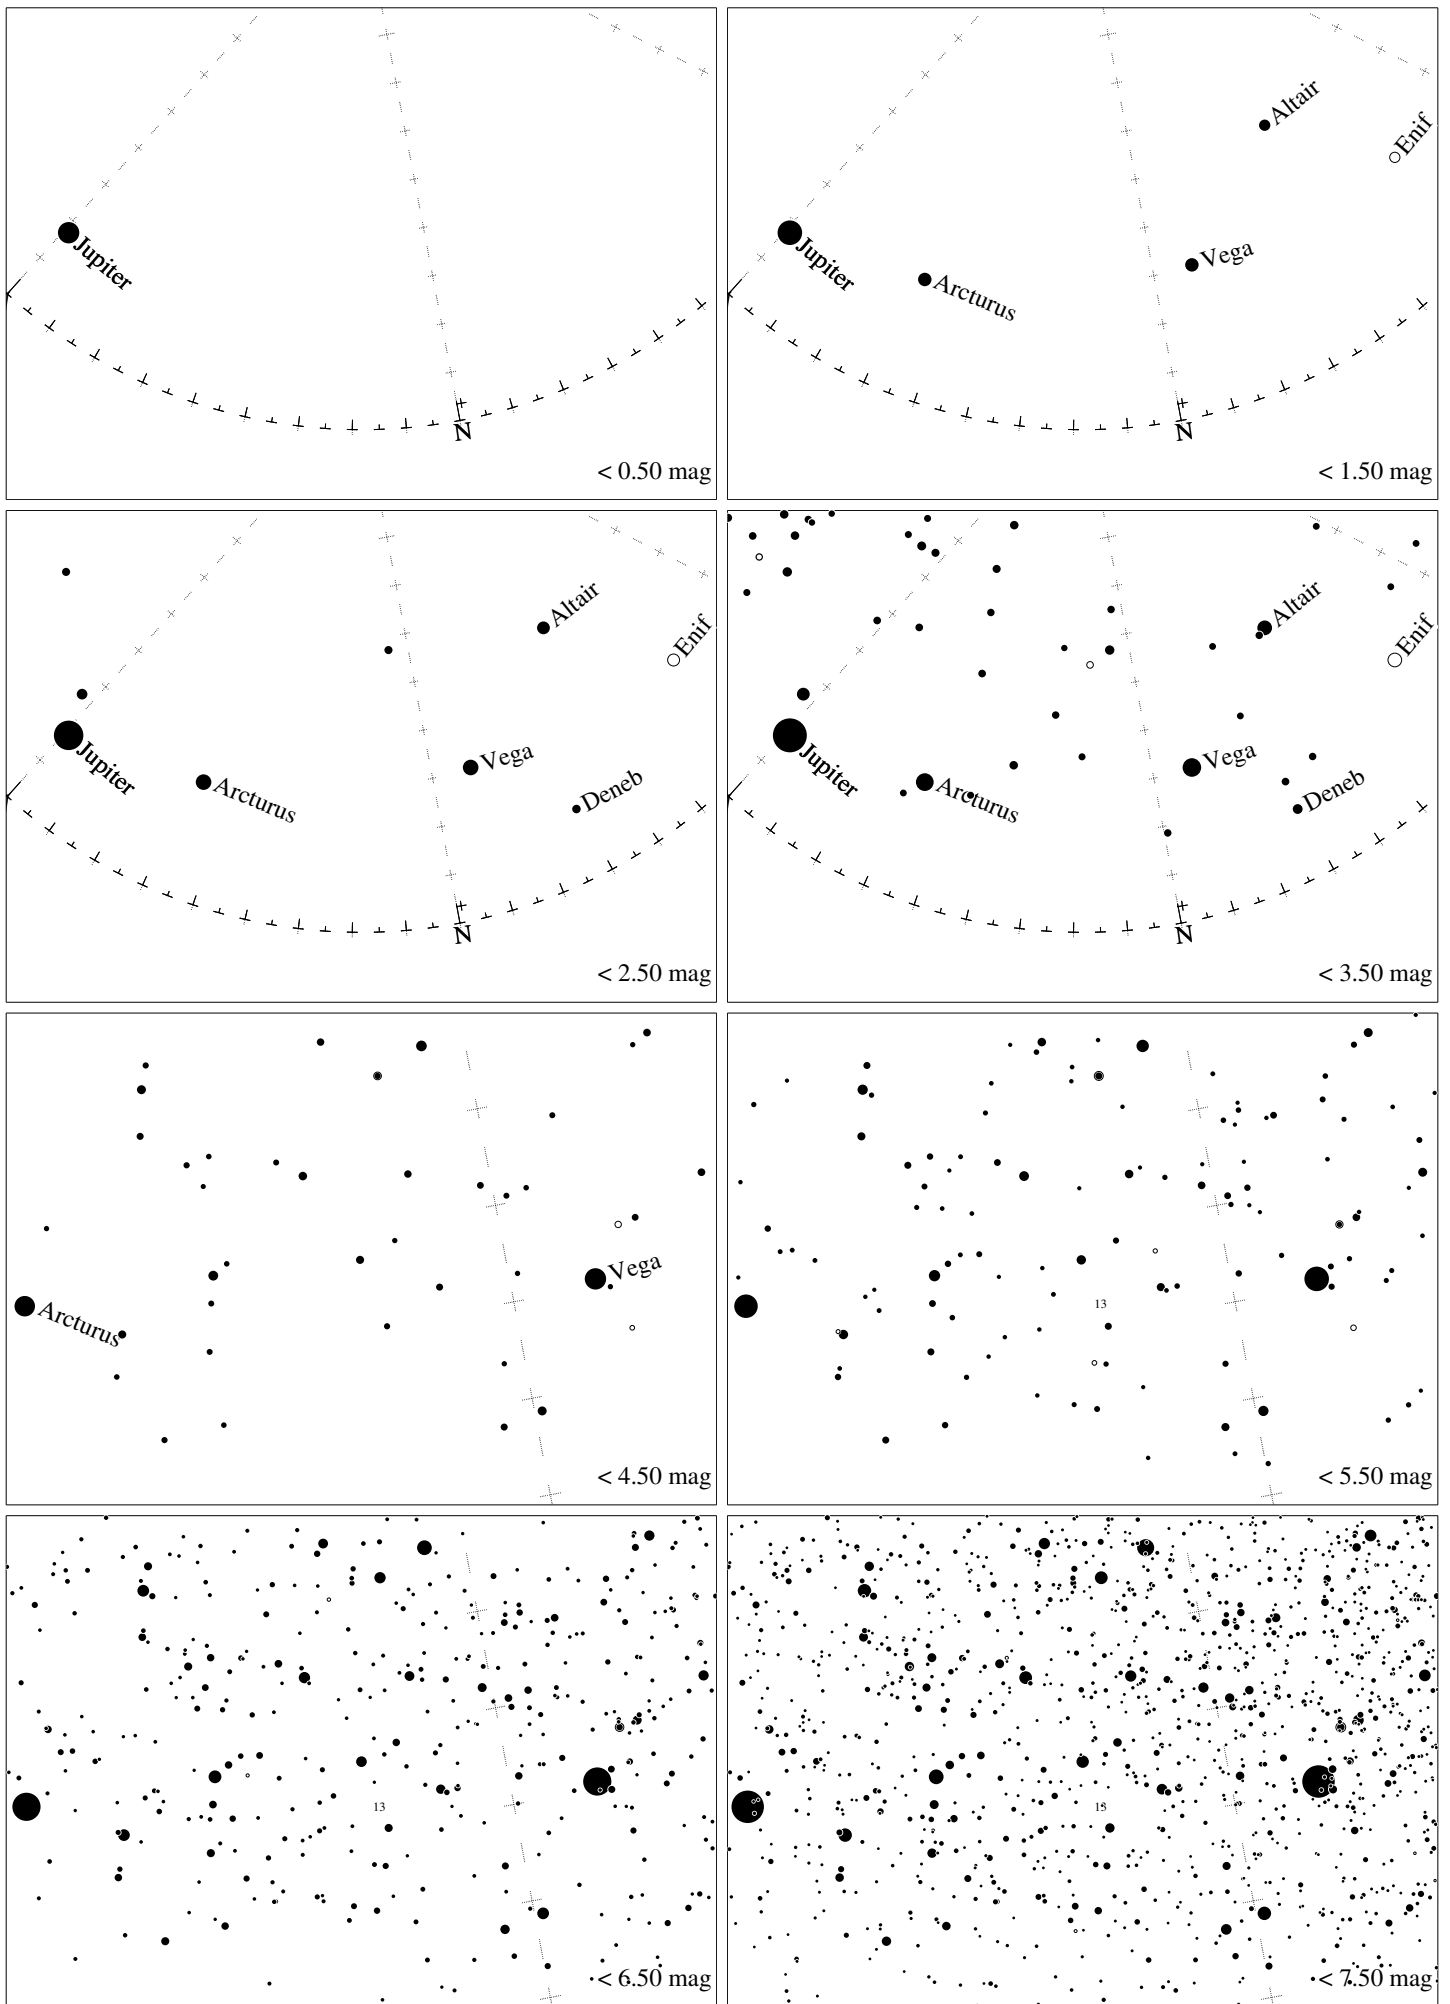 Jupiter
N
< 0.50 mag
Altair
Enif
Vega
Jupiter
Arcturus
N
< 1.50 mag
Altair
Enif
Vega
Jupiter
Arcturus
Deneb
N
< 2.50 mag
Altair
Enif
Vega
Jupiter
Arcturus
Deneb
N
< 3.50 mag
Vega
Arcturus
< 4.50 mag
13
< 5.50 mag
13
< 6.50 mag
13
< 7.50 mag